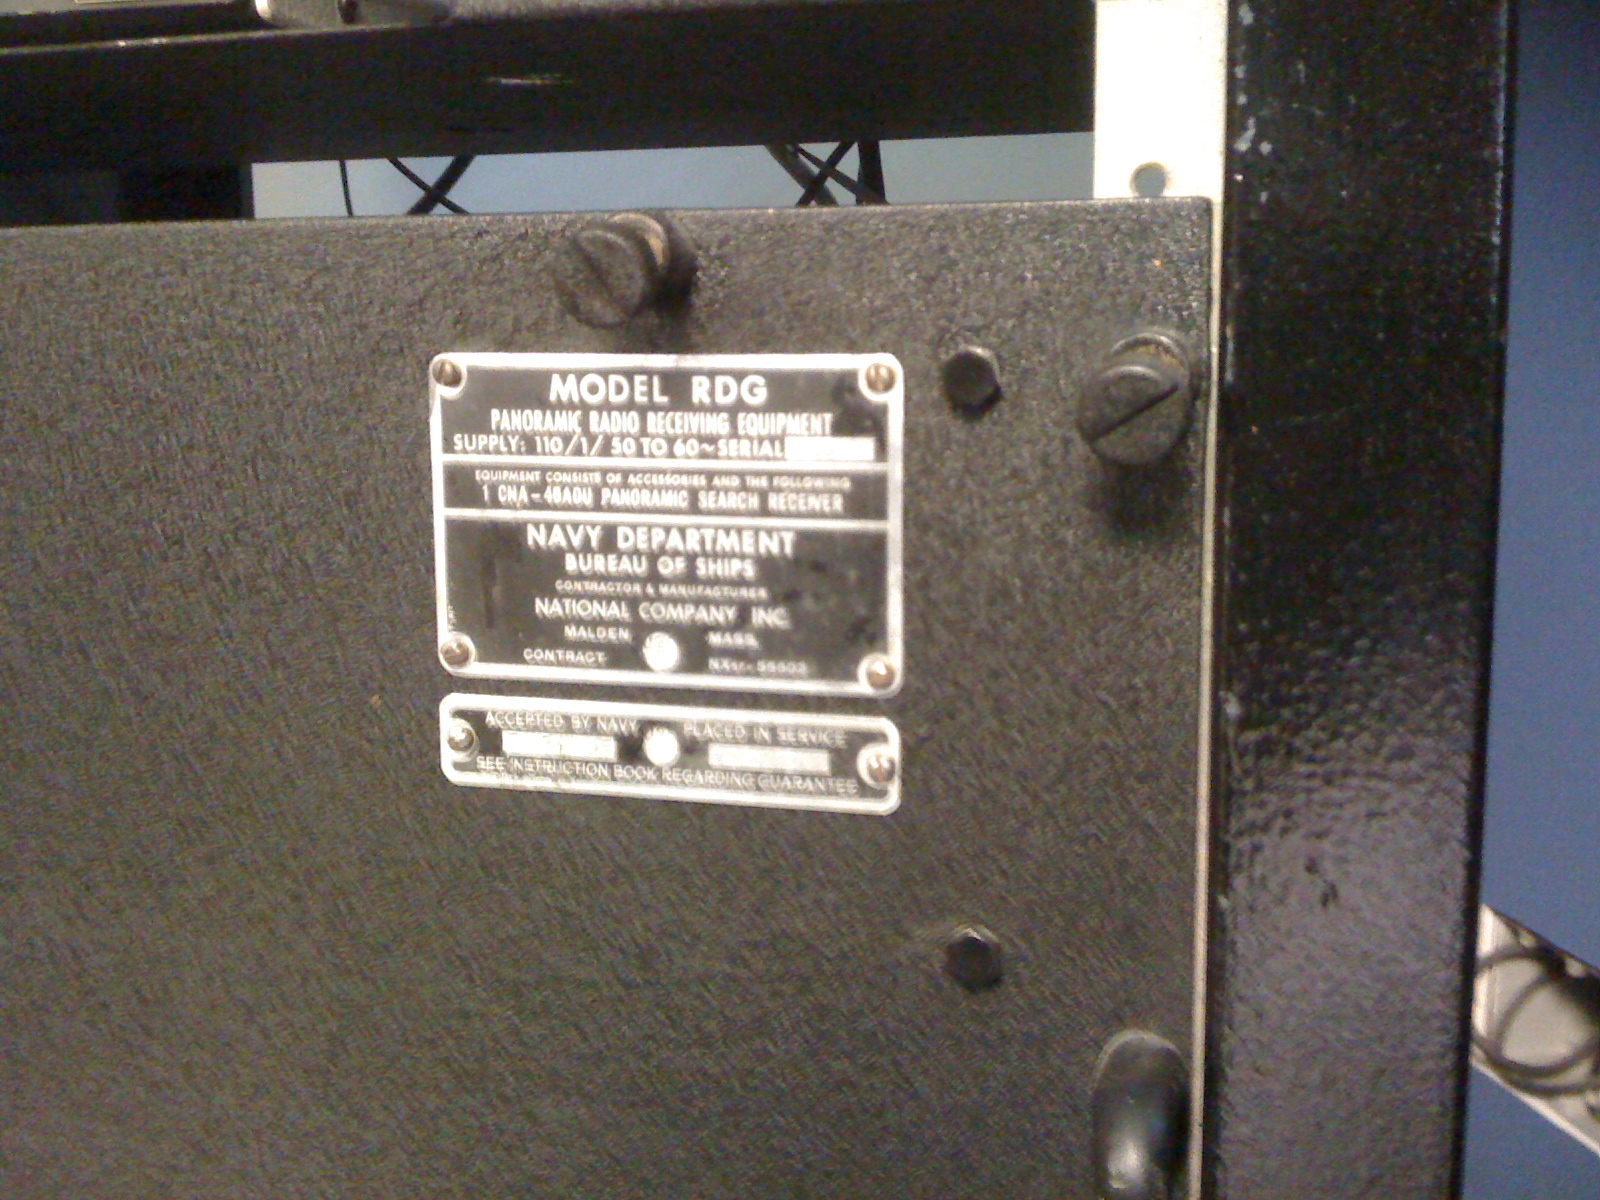 MODEL RDG
PANORAMIC RADIO RECEIVING EQUIPMENT
SUPPLY: 110/1/ 50 TO 60~SERIAL
EQUIPMENT CONSISTS OF ACCESSORIES AND THE FOLLOWING
1 CNA-46ADU PANORAMIC SEARCH RECEIVER
NAVY DEPARTMENT
BUREAU OF SHIPS
CONTRACTOR & MANUFACTURER
NATIONAL COMPANY, INC.
MALDEN MASS.
CONTRACT
ACCEPTED BY NAVY PLACED IN SERVICE
SEE INSTRUCTION BOOK REGARDING GUARANTEE